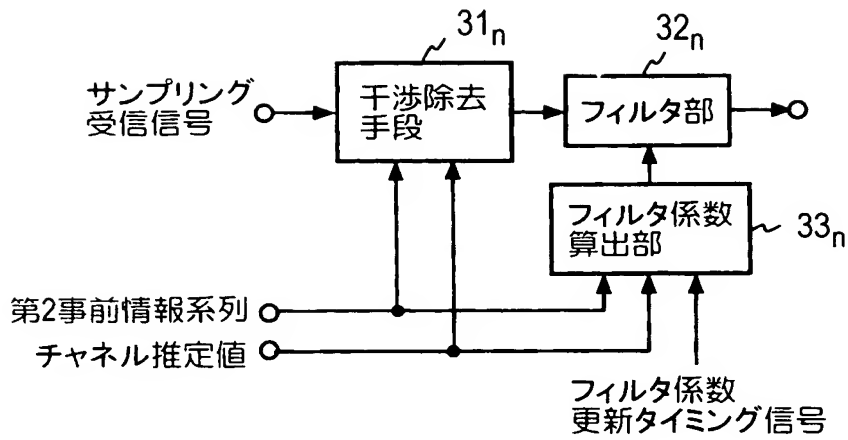 31n
32n
サンプリング
受信信号
干渉除去
手段
フィルタ部
フィルタ係数
算出部
33n
第2事前情報系列
チャネル推定値
フィルタ係数
更新タイミング信号